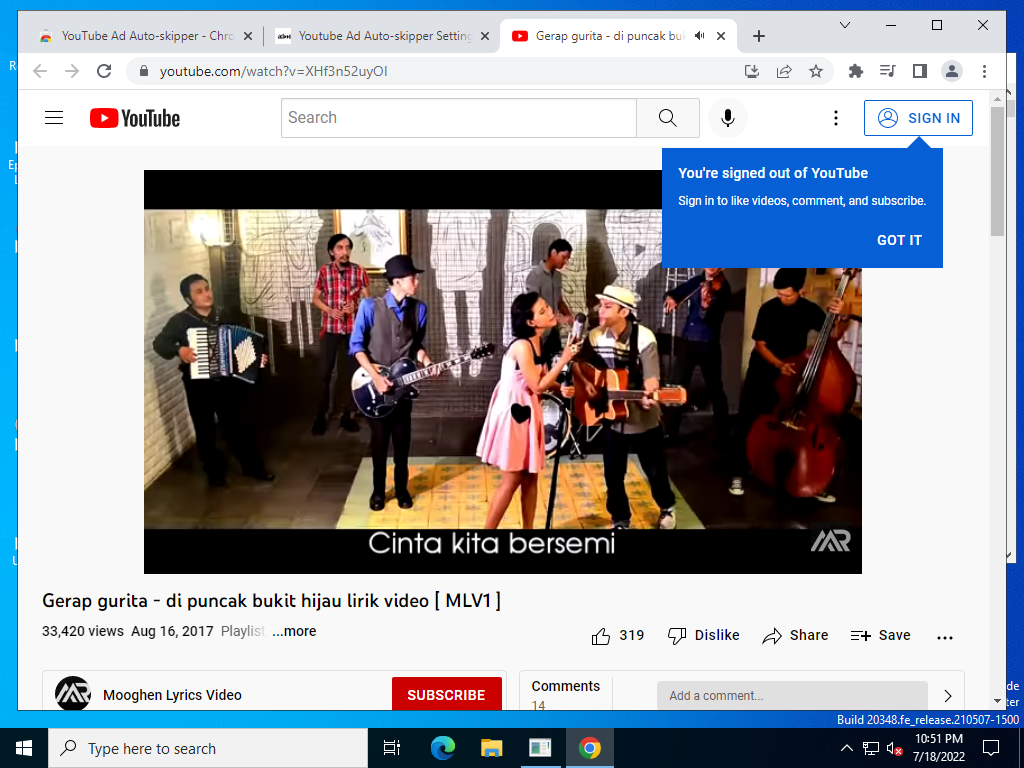 YouTube Ad Auto-skipper - Chro
Youtube Ad Auto-skipper Setting
Gerap gurita - di puncak buk
youtube.com/watch?v=XHf3n52uyOI
YouTube
Search
SIGN IN
You're signed out of YouTube
Sign in to like videos, comment, and subscribe.
GOT IT
Cinta kita bersemi
MR
Gerap gurita - di puncak bukit hijau lirik video [ MLV1 ]
33,420 views Aug 16, 2017 Playlist ...more
319
Dislike
Share
Save
Mooghen Lyrics Video
SUBSCRIBE
Comments
14
Add a comment...
Build 20348.fe_release.210507-1500
Type here to search
10:51 PM
7/18/2022